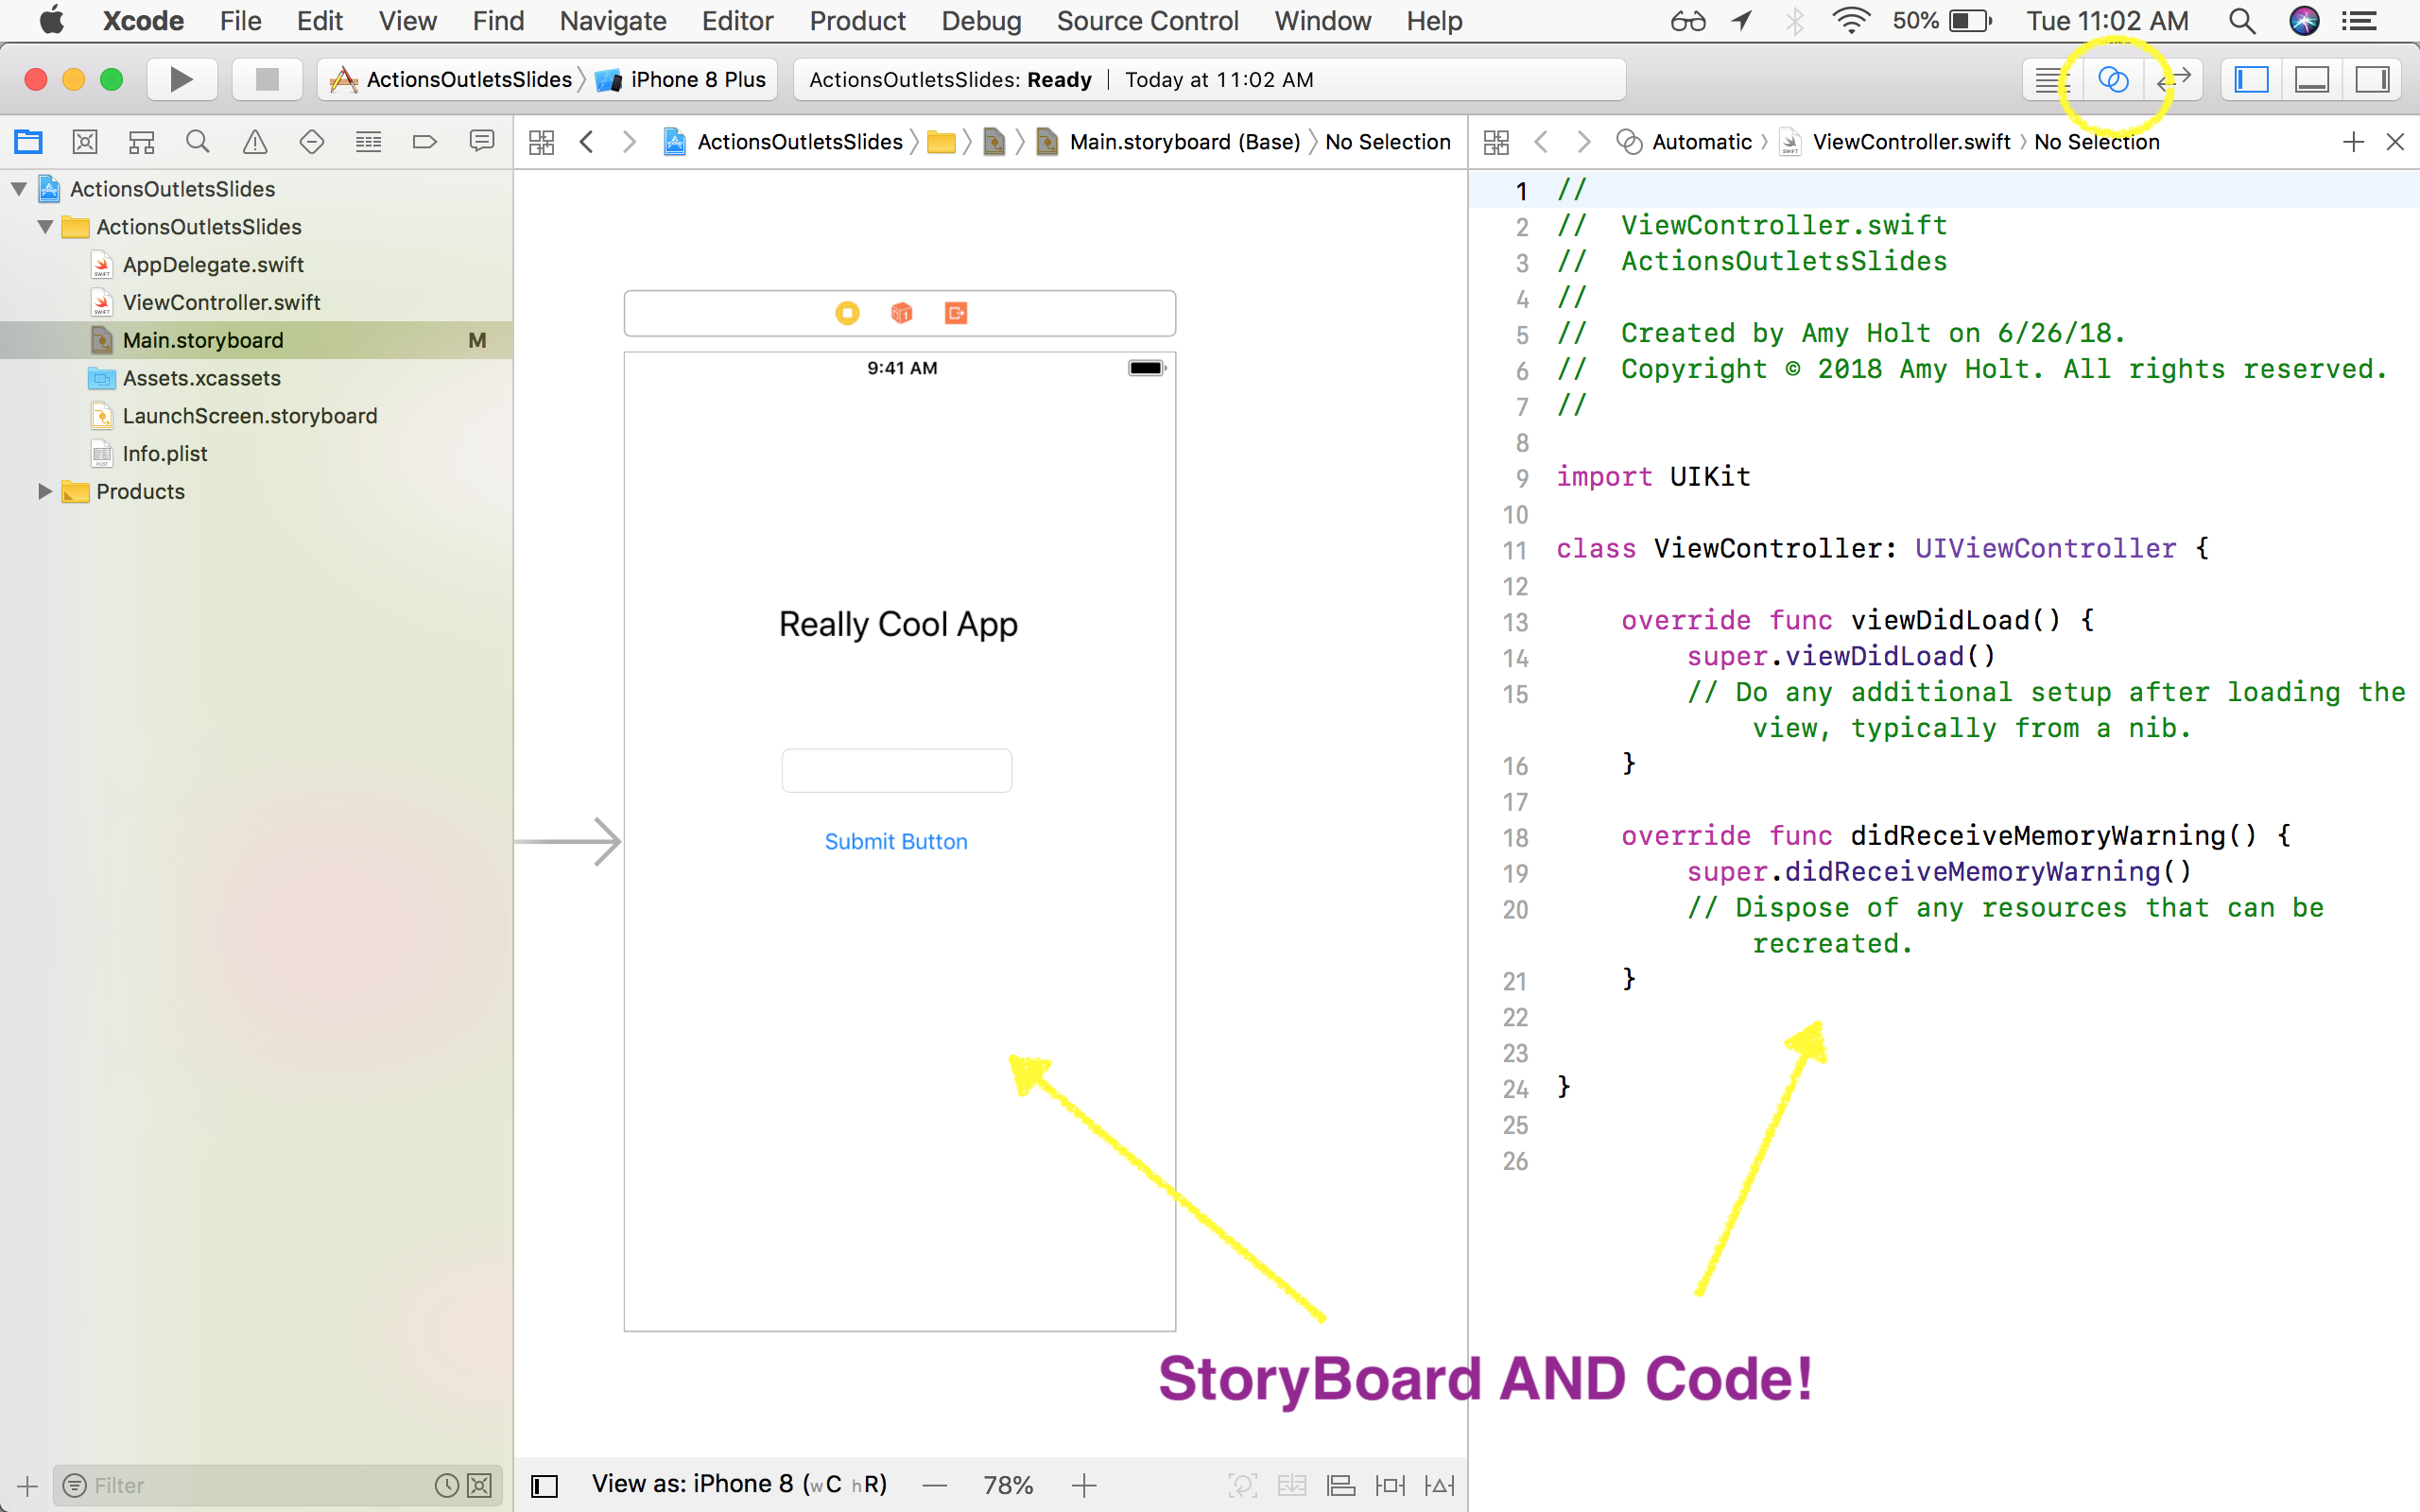 Xcode File Edit View Find Navigate Editor Product Debug Source Control Window Help 50% Tue 11:02 AM
ActionsOutletsSlides iPhone 8 Plus ActionsOutletsSlides: Ready | Today at 11:02 AM
ActionsOutletsSlides Main.storyboard (Base) No Selection
Automatic ViewController.swift No Selection
ActionsOutletsSlides
ActionsOutletsSlides
AppDelegate.swift
ViewController.swift
Main.storyboard M
Assets.xcassets
LaunchScreen.storyboard
Info.plist
Products
Filter
9:41 AM
Really Cool App
Submit Button
View as: iPhone 8 (wC hR) — 78% +
1 //
2 // ViewController.swift
3 // ActionsOutletsSlides
4 //
5 // Created by Amy Holt on 6/26/18.
6 // Copyright © 2018 Amy Holt. All rights reserved.
7 //
8
9 import UIKit
10
11 class ViewController: UIViewController {
12
13 override func viewDidLoad() {
14 super.viewDidLoad()
15 // Do any additional setup after loading the
view, typically from a nib.
16 }
17
18 override func didReceiveMemoryWarning() {
19 super.didReceiveMemoryWarning()
20 // Dispose of any resources that can be
recreated.
21 }
22
23
24 }
25
26
StoryBoard AND Code!